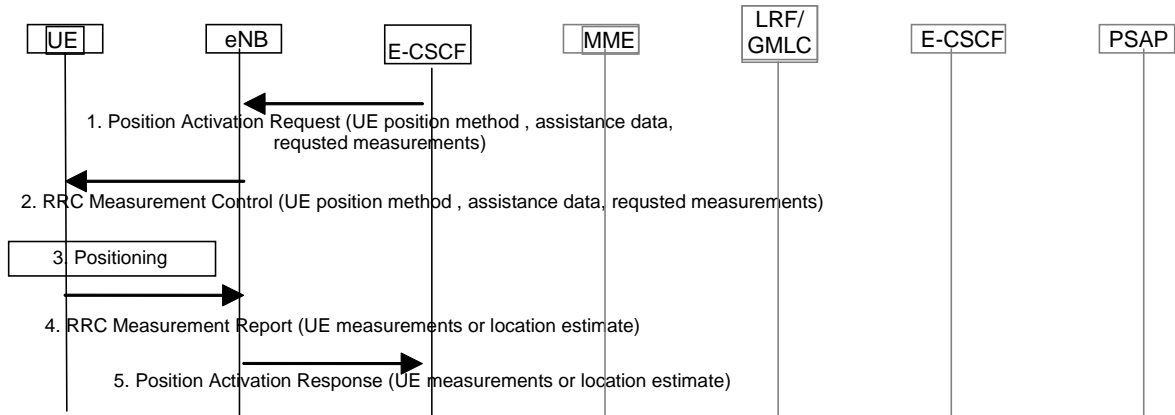 UE
eNB
E-CSCF
MME
LRF/
GMLC
E-CSCF
PSAP
1. Position Activation Request (UE position method , assistance data,
requsted measurements)
2. RRC Measurement Control (UE position method , assistance data, requsted measurements)
3. Positioning
4. RRC Measurement Report (UE measurements or location estimate)
5. Position Activation Response (UE measurements or location estimate)